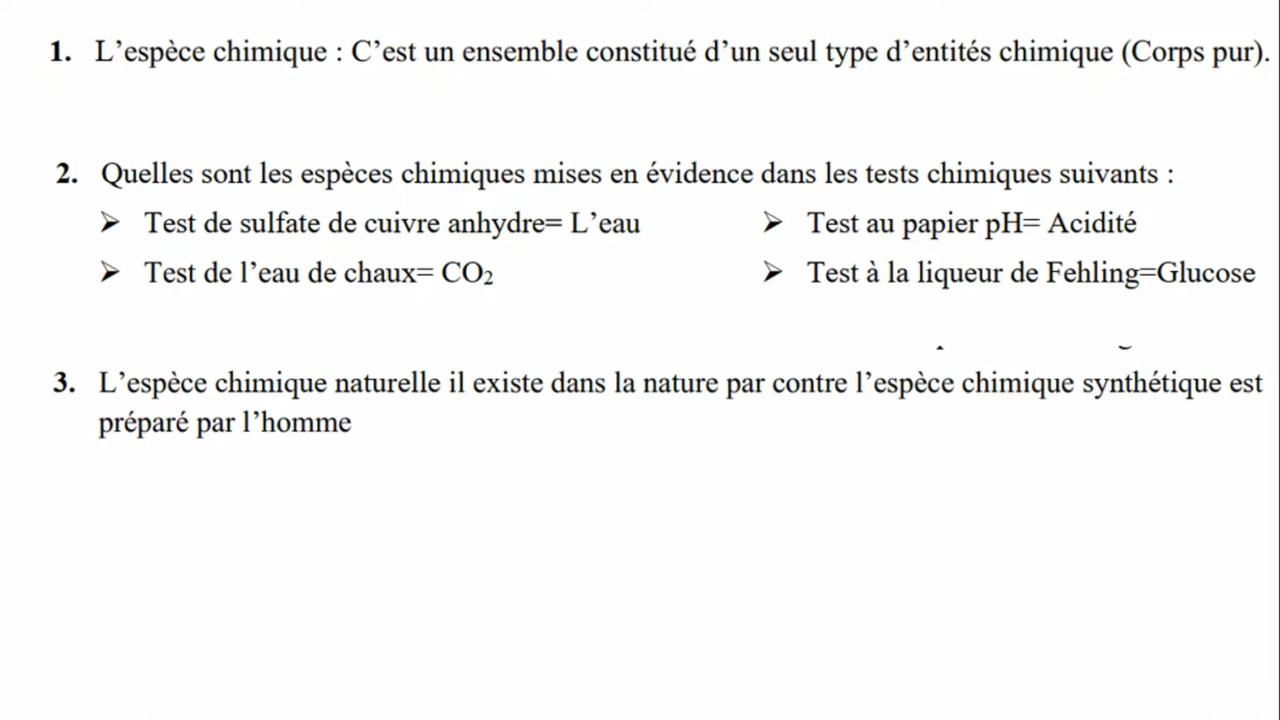 1. L’espèce chimique : C’est un ensemble constitué d’un seul type d’entités chimique (Corps pur).
2. Quelles sont les espèces chimiques mises en évidence dans les tests chimiques suivants :
➤ Test de sulfate de cuivre anhydre= L’eau ➤ Test au papier pH= Acidité
➤ Test de l’eau de chaux= CO₂ ➤ Test à la liqueur de Fehling=Glucose
3. L’espèce chimique naturelle il existe dans la nature par contre l’espèce chimique synthétique est
préparé par l’homme